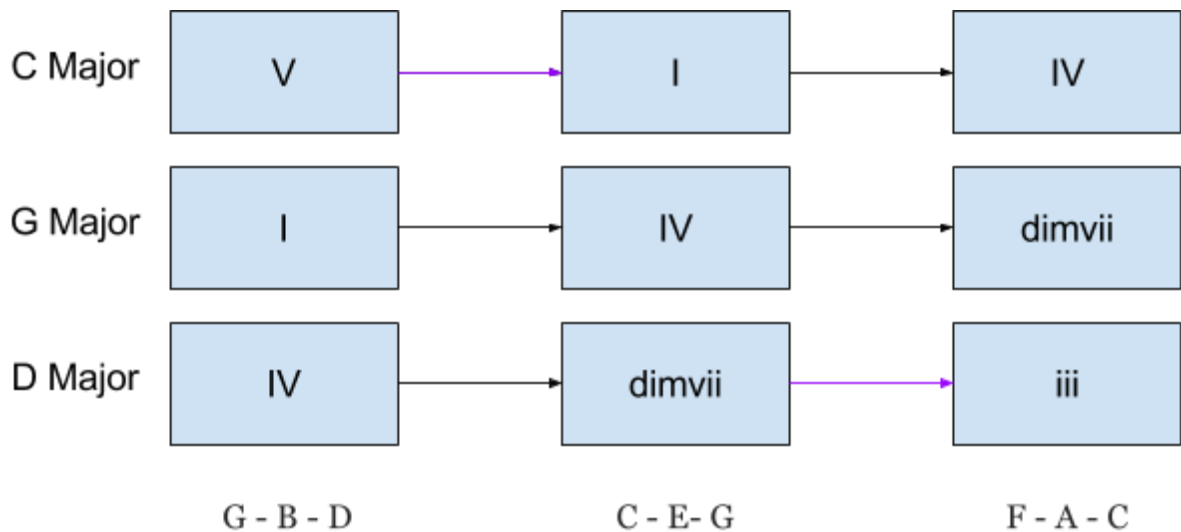 C Major V I IV
G Major I IV dimvii
D Major IV dimvii iii
G - B - D C - E- G F - A - C